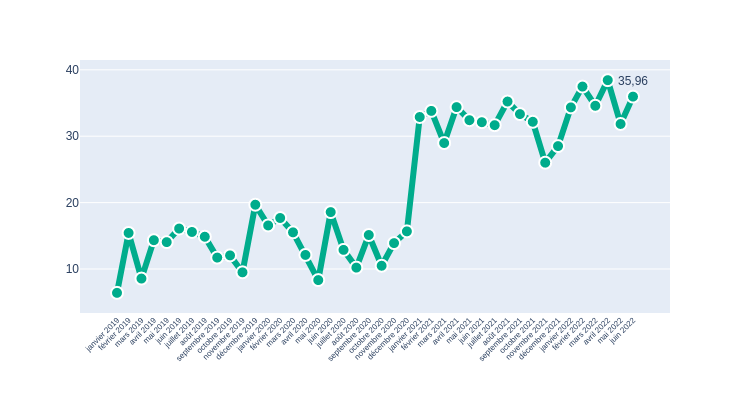 40
30
20
10
35,96
janvier 2019
février 2019
mars 2019
avril 2019
mai 2019
juin 2019
juillet 2019
août 2019
septembre 2019
octobre 2019
novembre 2019
décembre 2019
janvier 2020
février 2020
mars 2020
avril 2020
mai 2020
juin 2020
juillet 2020
août 2020
septembre 2020
octobre 2020
novembre 2020
décembre 2020
janvier 2021
février 2021
mars 2021
avril 2021
mai 2021
juin 2021
juillet 2021
août 2021
septembre 2021
octobre 2021
novembre 2021
décembre 2021
janvier 2022
février 2022
mars 2022
avril 2022
mai 2022
juin 2022